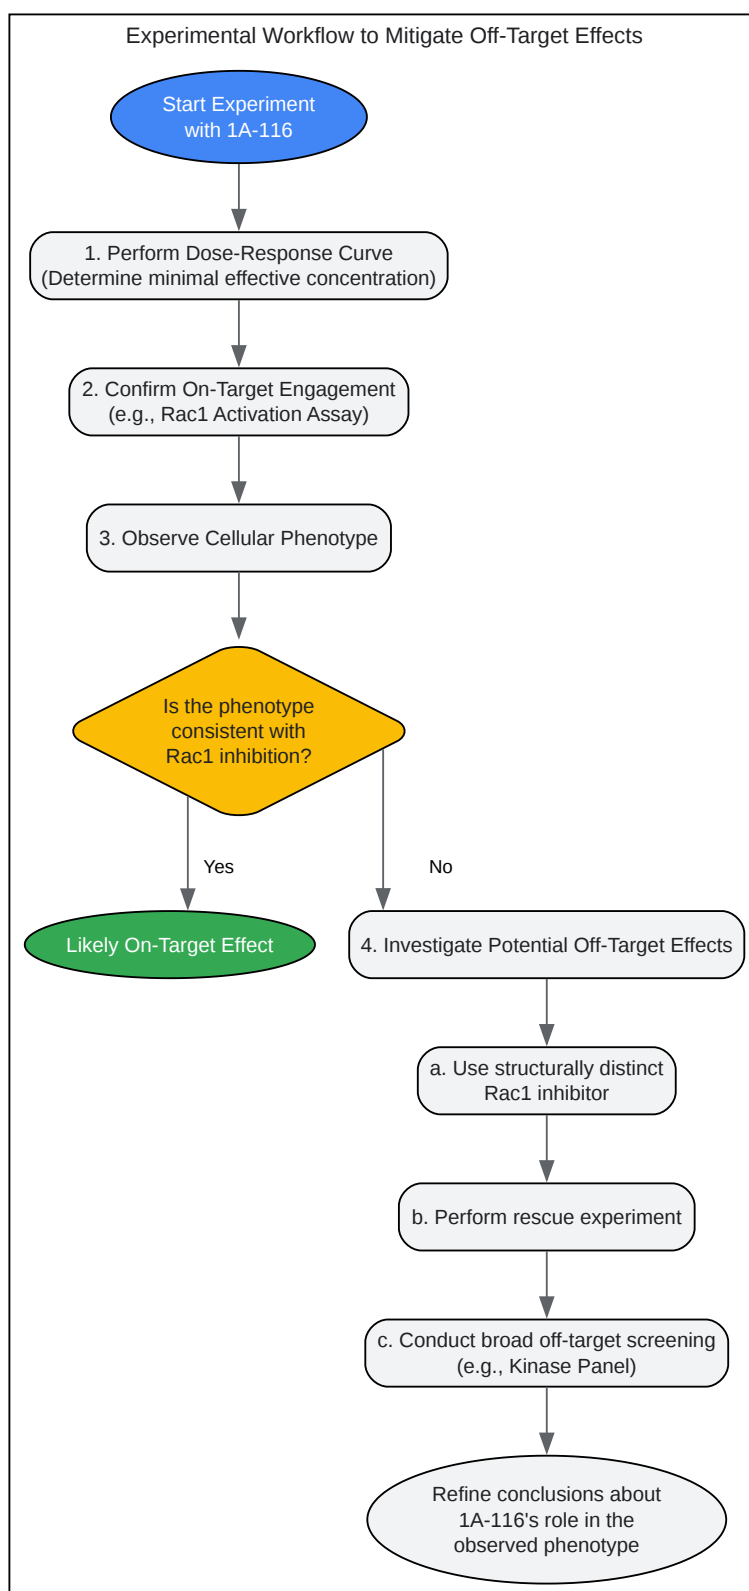 Experimental Workflow to Mitigate Off-Target Effects
Start Experiment
with 1A-116
1. Perform Dose-Response Curve
(Determine minimal effective concentration)
2. Confirm On-Target Engagement
(e.g., Rac1 Activation Assay)
3. Observe Cellular Phenotype
Is the phenotype
consistent with
Rac1 inhibition?
Yes
No
Likely On-Target Effect
4. Investigate Potential Off-Target Effects
a. Use structurally distinct
Rac1 inhibitor
b. Perform rescue experiment
c. Conduct broad off-target screening
(e.g., Kinase Panel)
Refine conclusions about
1A-116's role in the
observed phenotype